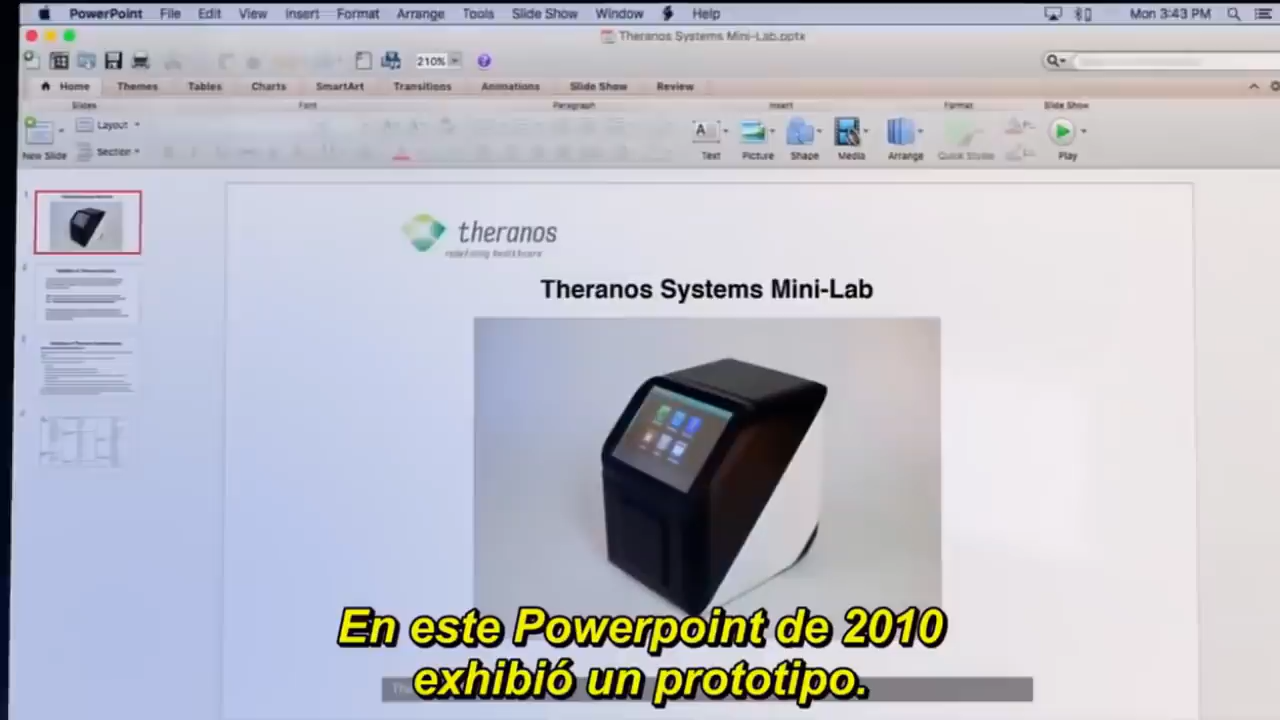 PowerPoint File Edit View Insert Format Arrange Tools Slide Show Window Help Mon 3:43 PM
Theranos Systems Mini-Lab.pptx
210%
Home Themes Tables Charts SmartArt Transitions Animations Slide Show Review
Slides Font Paragraph Insert Format Slide Show
Layout
Section
New Slide Text Picture Shape Media Arrange Quick Styles Play
theranos
redefining healthcare
Theranos Systems Mini-Lab
En este Powerpoint de 2010
exhibió un prototipo.